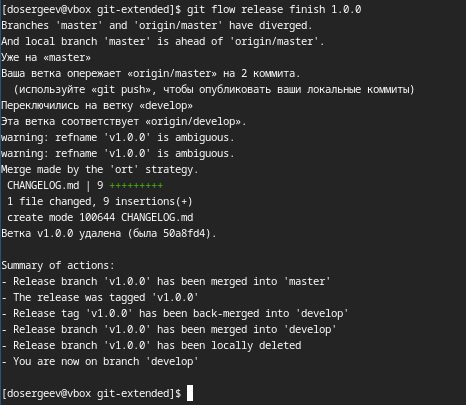 [dosergeev@vbox git-extended]$ git flow release finish 1.0.0
Branches 'master' and 'origin/master' have diverged.
And local branch 'master' is ahead of 'origin/master'.
Уже на «master»
Ваша ветка опережает «origin/master» на 2 коммита.
  (используйте «git push», чтобы опубликовать ваши локальные коммиты)
Переключились на ветку «develop»
Эта ветка соответствует «origin/develop».
warning: refname 'v1.0.0' is ambiguous.
warning: refname 'v1.0.0' is ambiguous.
Merge made by the 'ort' strategy.
 CHANGELOG.md | 9 +++++++++
 1 file changed, 9 insertions(+)
 create mode 100644 CHANGELOG.md
Ветка v1.0.0 удалена (была 50a8fd4).

Summary of actions:
- Release branch 'v1.0.0' has been merged into 'master'
- The release was tagged 'v1.0.0'
- Release tag 'v1.0.0' has been back-merged into 'develop'
- Release branch 'v1.0.0' has been merged into 'develop'
- Release branch 'v1.0.0' has been locally deleted
- You are now on branch 'develop'

[dosergeev@vbox git-extended]$